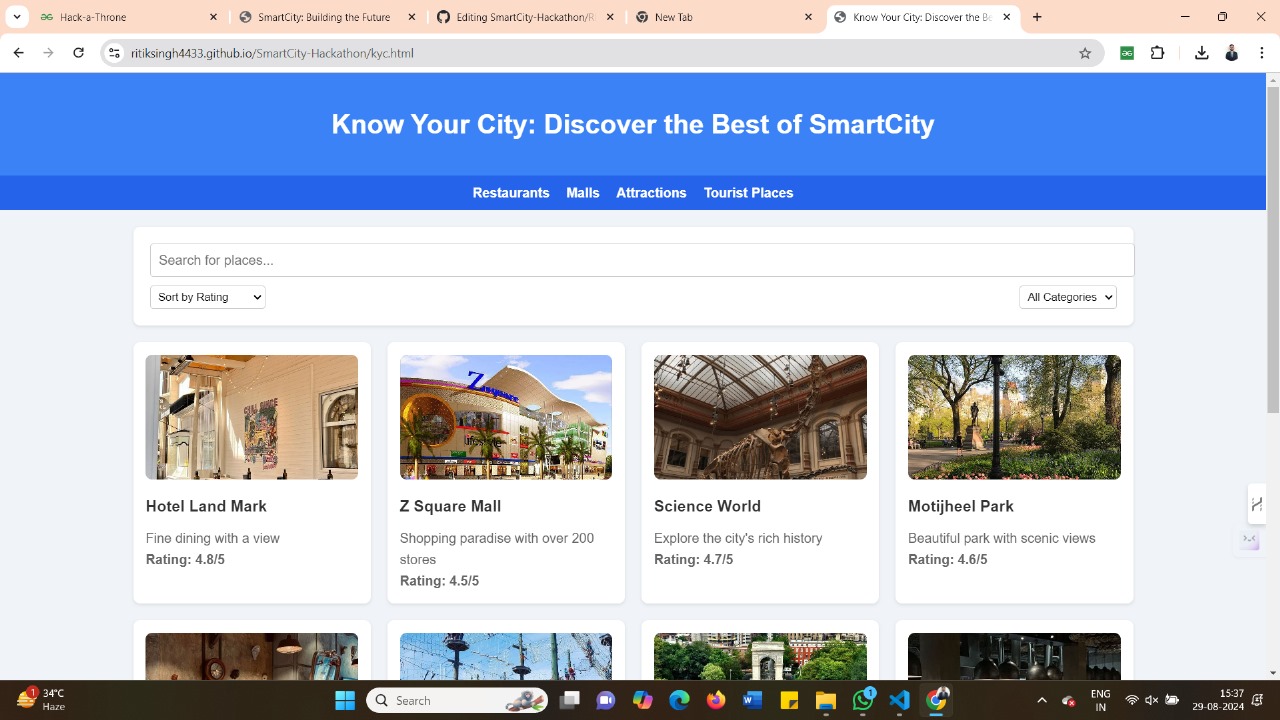 Hack-a-Throne
SmartCity: Building the Future
Editing SmartCity-Hackathon/R
New Tab
Know Your City: Discover the Be
ritiksingh4433.github.io/SmartCity-Hackathon/kyc.html
Know Your City: Discover the Best of SmartCity
Restaurants Malls Attractions Tourist Places
Search for places...
Sort by Rating
All Categories
Z square
lifestyle
Hotel Land Mark
Fine dining with a view
Rating: 4.8/5
Z Square Mall
Shopping paradise with over 200
stores
Rating: 4.5/5
Science World
Explore the city's rich history
Rating: 4.7/5
Motijheel Park
Beautiful park with scenic views
Rating: 4.6/5
1
34°C
Haze
Search
1
ENG
IN
15:37
29-08-2024